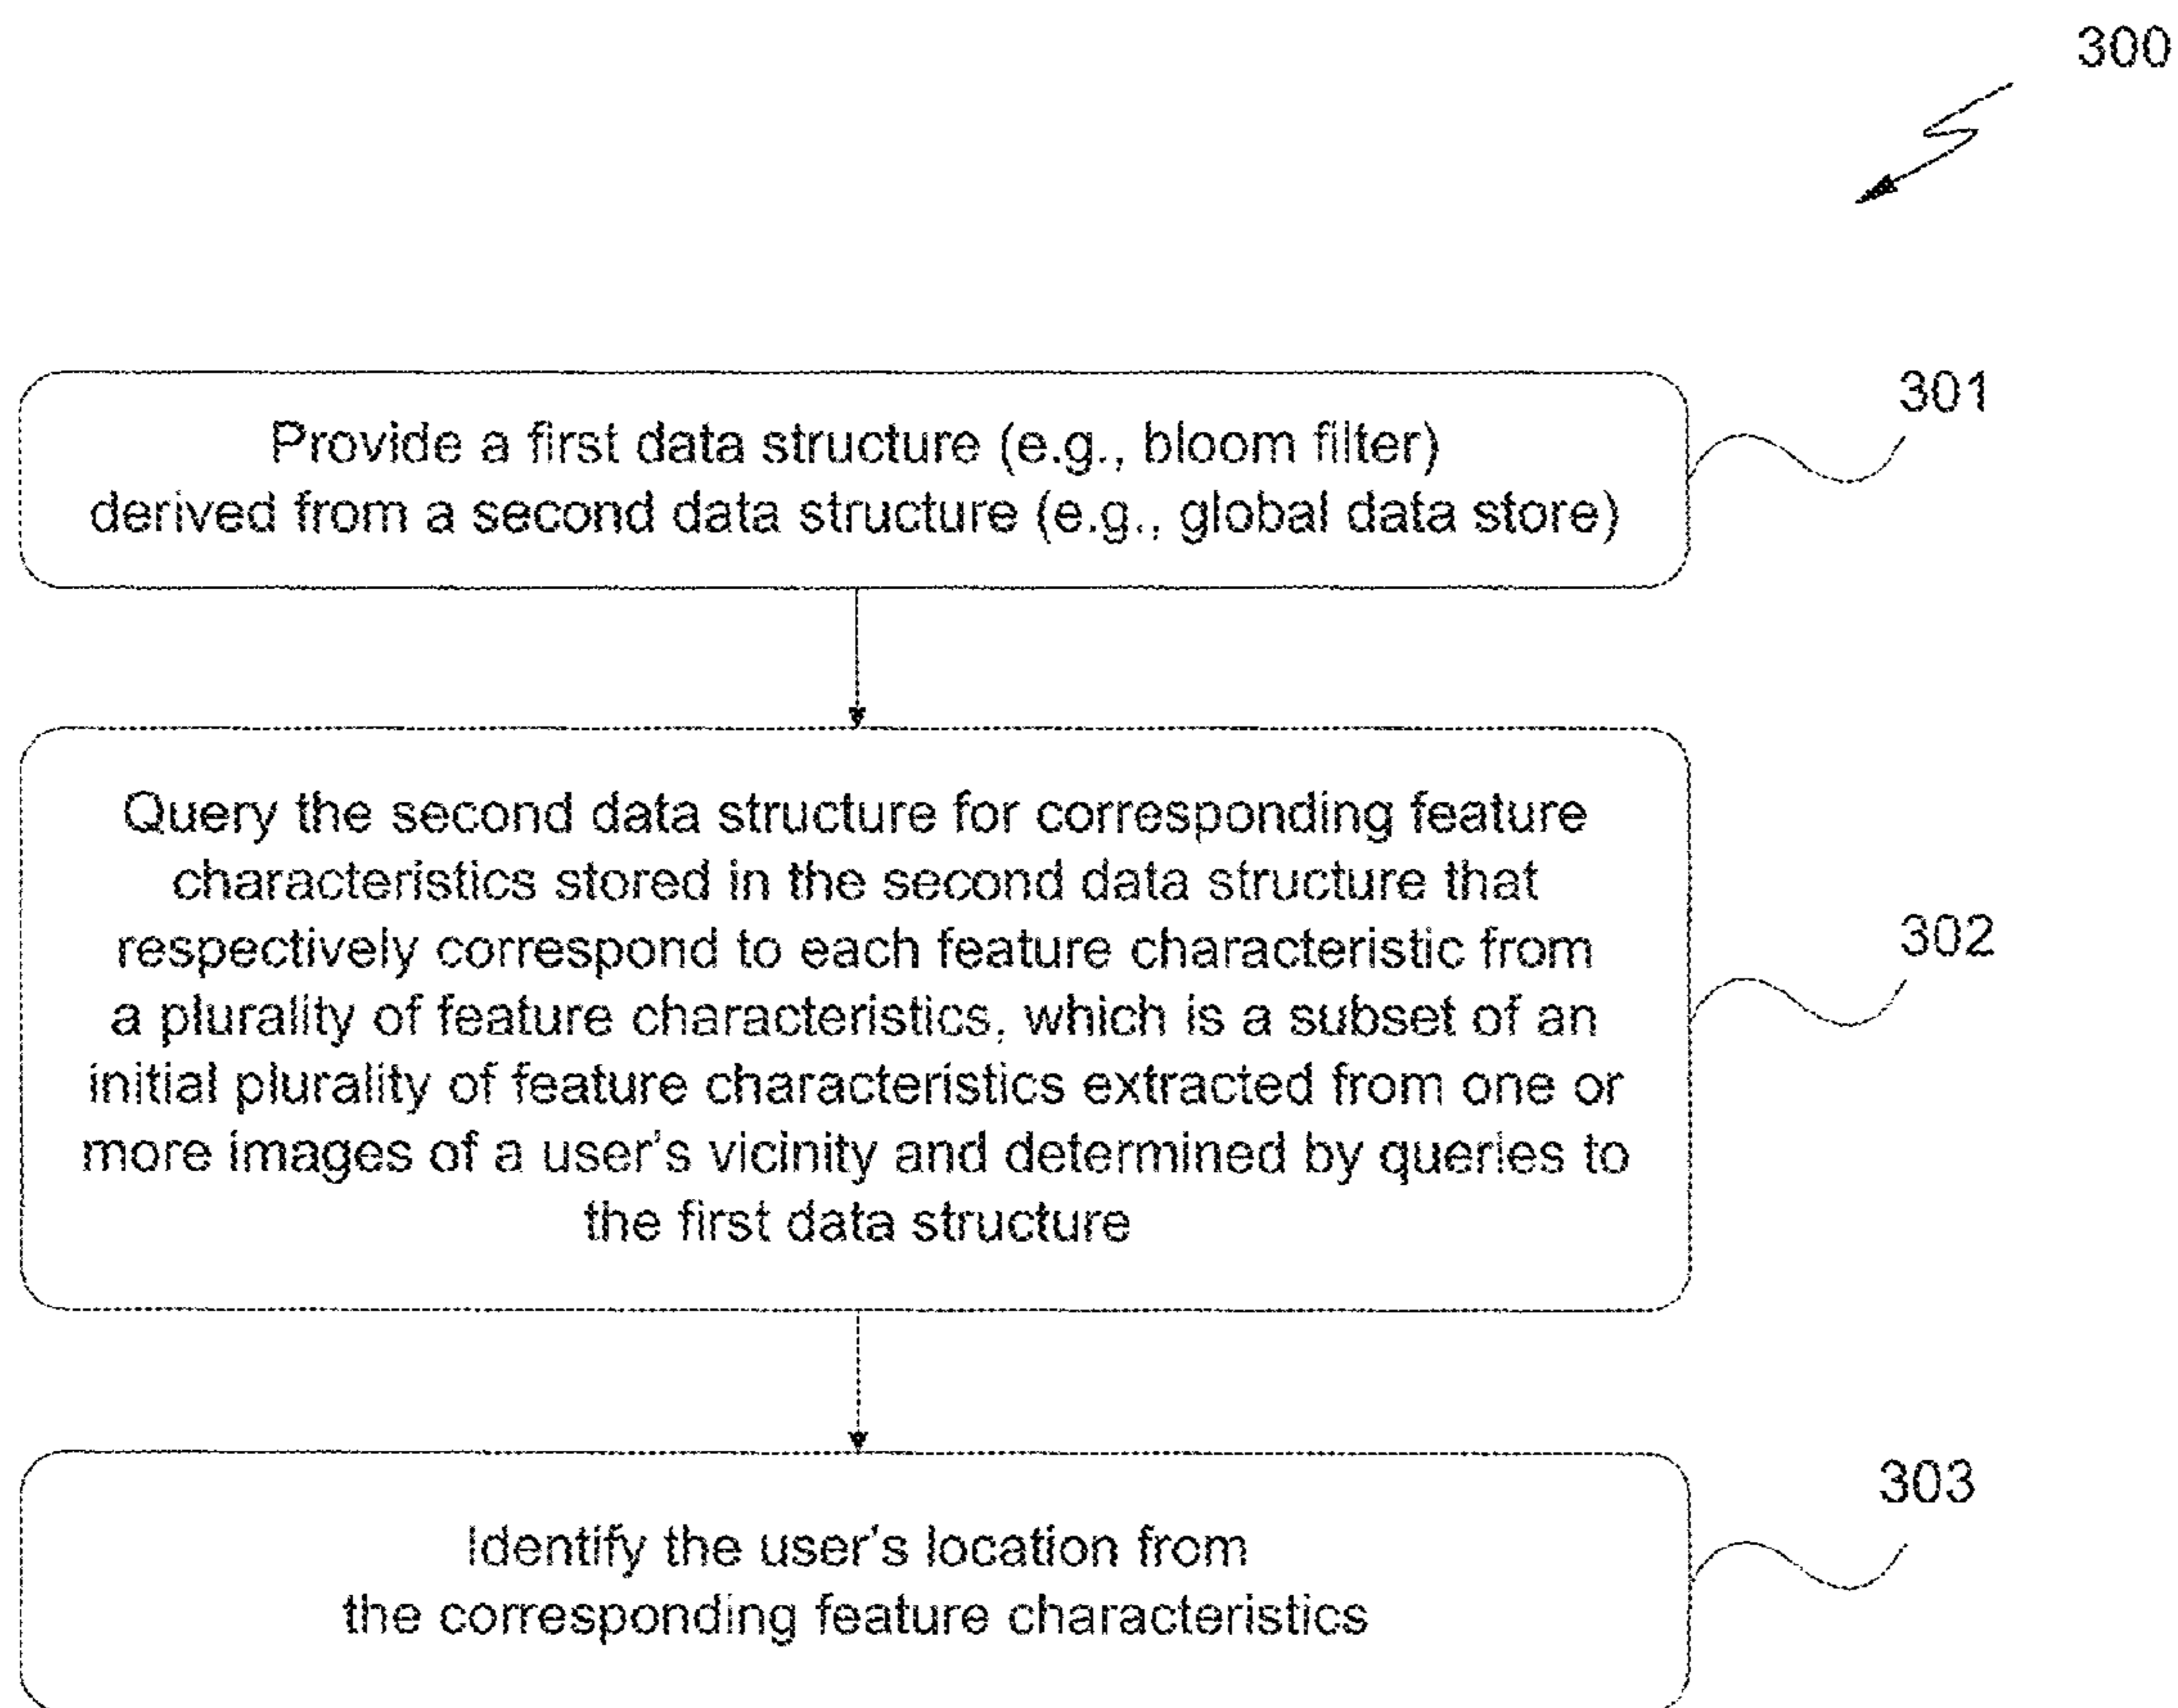 300
301
Provide a first data structure (e.g., bloom filter)
derived from a second data structure (e.g., global data store)
Query the second data structure for corresponding feature
characteristics stored in the second data structure that
respectively correspond to each feature characteristic from
a plurality of feature characteristics, which is a subset of an
initial plurality of feature characteristics extracted from one or
more images of a user's vicinity and determined by queries to
the first data structure
302
303
Identify the user's location from
the corresponding feature characteristics